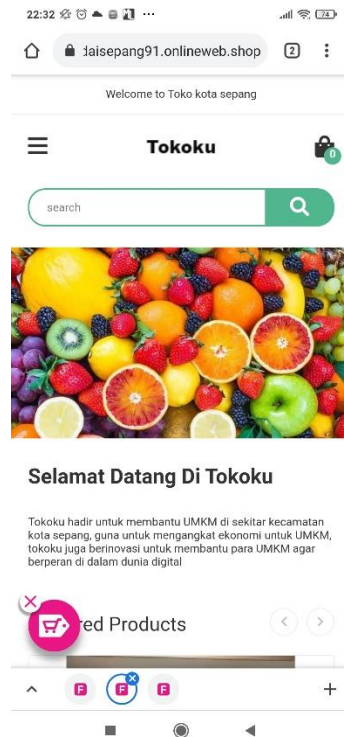 22:32 ...
74
daisepang91.onlineweb.shop 2
Welcome to Toko kota sepang
Tokoku
0
search
Selamat Datang Di Tokoku
Tokoku hadir untuk membantu UMKM di sekitar kecamatan
kota sepang, guna untuk mengangkat ekonomi untuk UMKM,
tokoku juga berinovasi untuk membantu para UMKM agar
berperan di dalam dunia digital
red Products
F F F